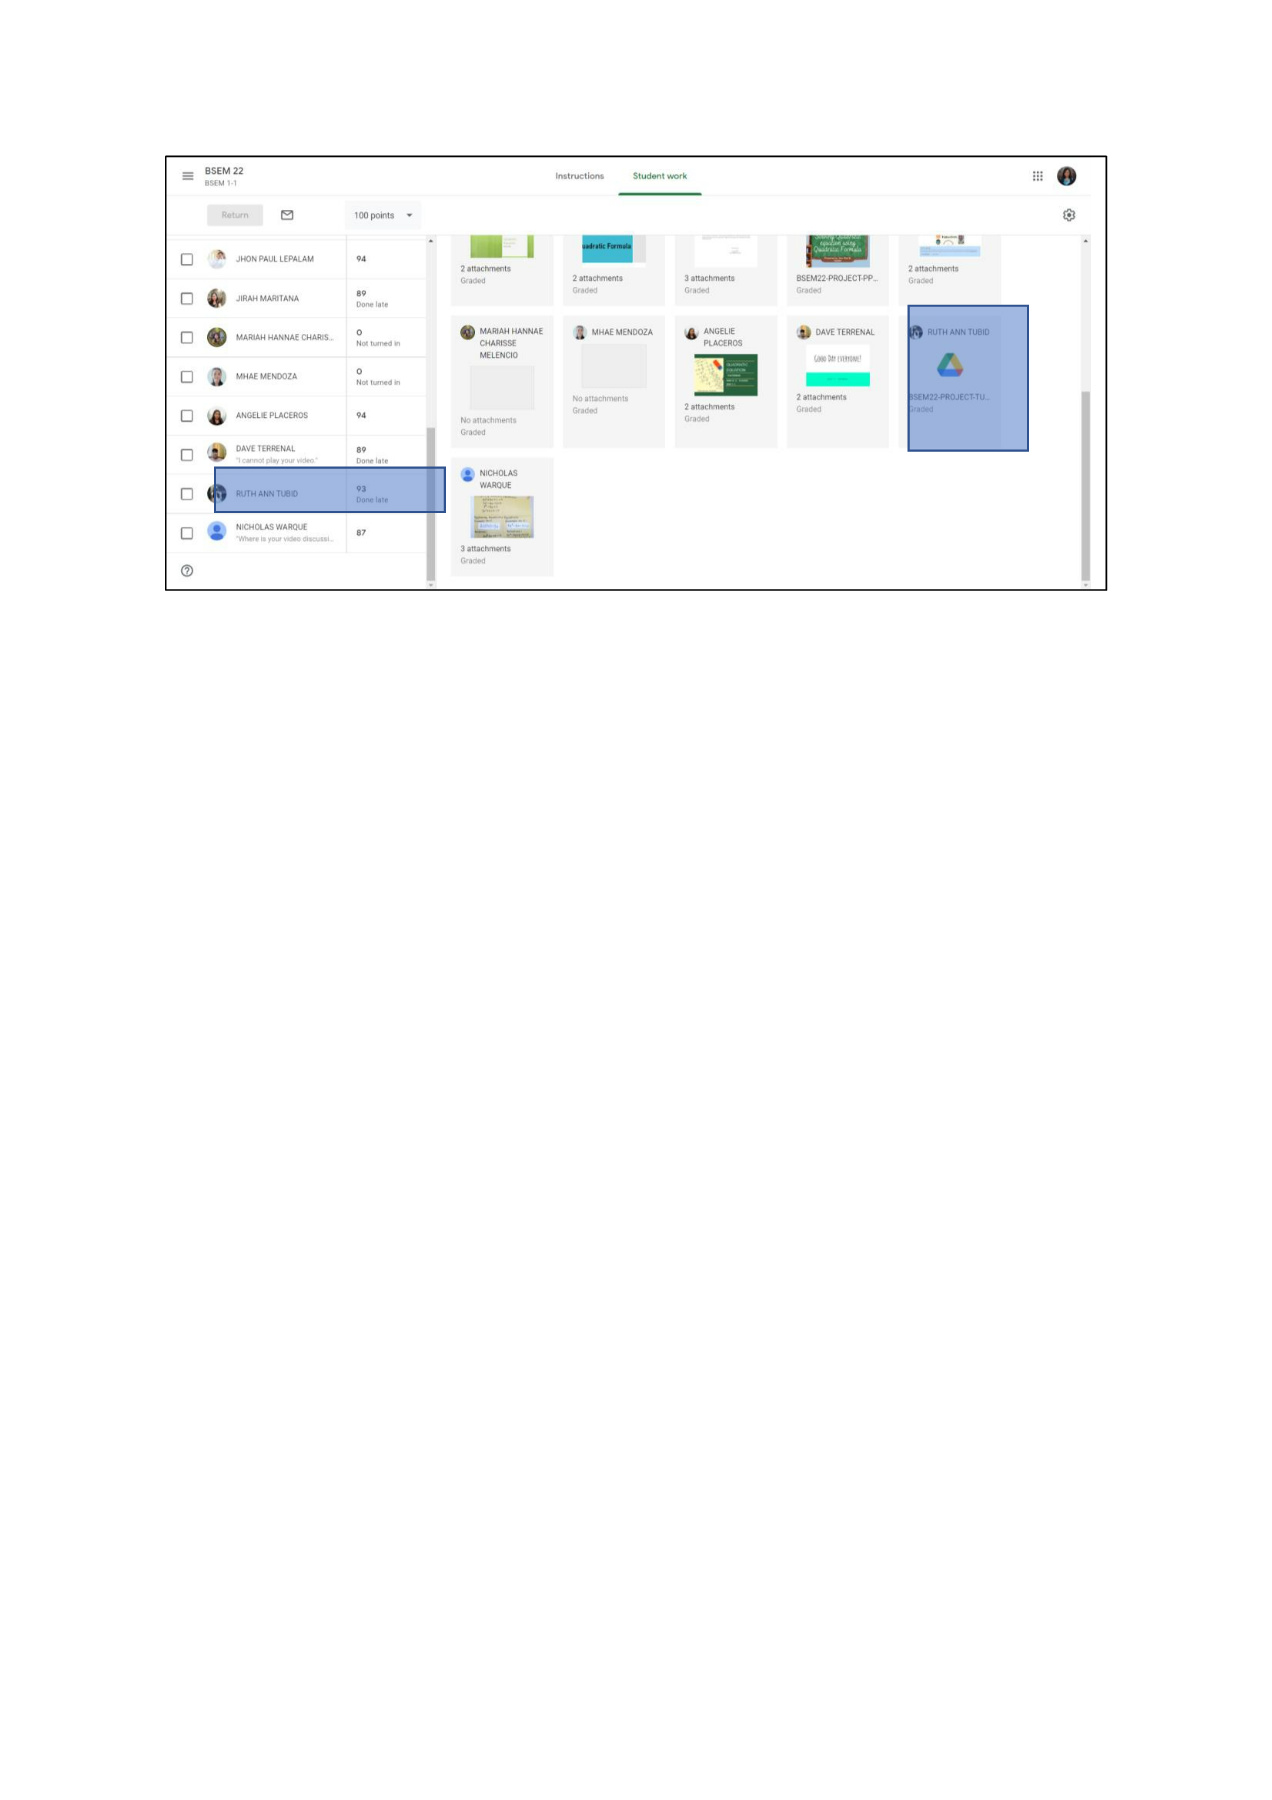 BSEM 22
BSEM 1-1
Instructions
Student work
Return
100 points
JHON PAUL LEPALAM
94
JIRAH MARITANA
89
Done late
MARIAH HANNAE CHARIS...
0
Not turned in
MHAE MENDOZA
0
Not turned in
ANGELIE PLACEROS
94
DAVE TERRENAL
"I cannot play your video."
89
Done late
RUTH ANN TUBID
93
Done late
NICHOLAS WARQUE
"Where is your video discussi...
87
2 attachments
Graded
uadratic Formula
2 attachments
Graded
3 attachments
Graded
equation using
Quadratic Formula
BSEM22-PROJECT-PP...
Graded
2 attachments
Graded
MARIAH HANNAE
CHARISSE
MELENCIO
No attachments
Graded
MHAE MENDOZA
No attachments
Graded
ANGELIE
PLACEROS
QUADRATIC
EQUATION
2 attachments
Graded
DAVE TERRENAL
GOOD DAY EVERYONE!
2 attachments
Graded
RUTH ANN TUBID
BSEM22-PROJECT-TU...
Graded
NICHOLAS
WARQUE
3 attachments
Graded